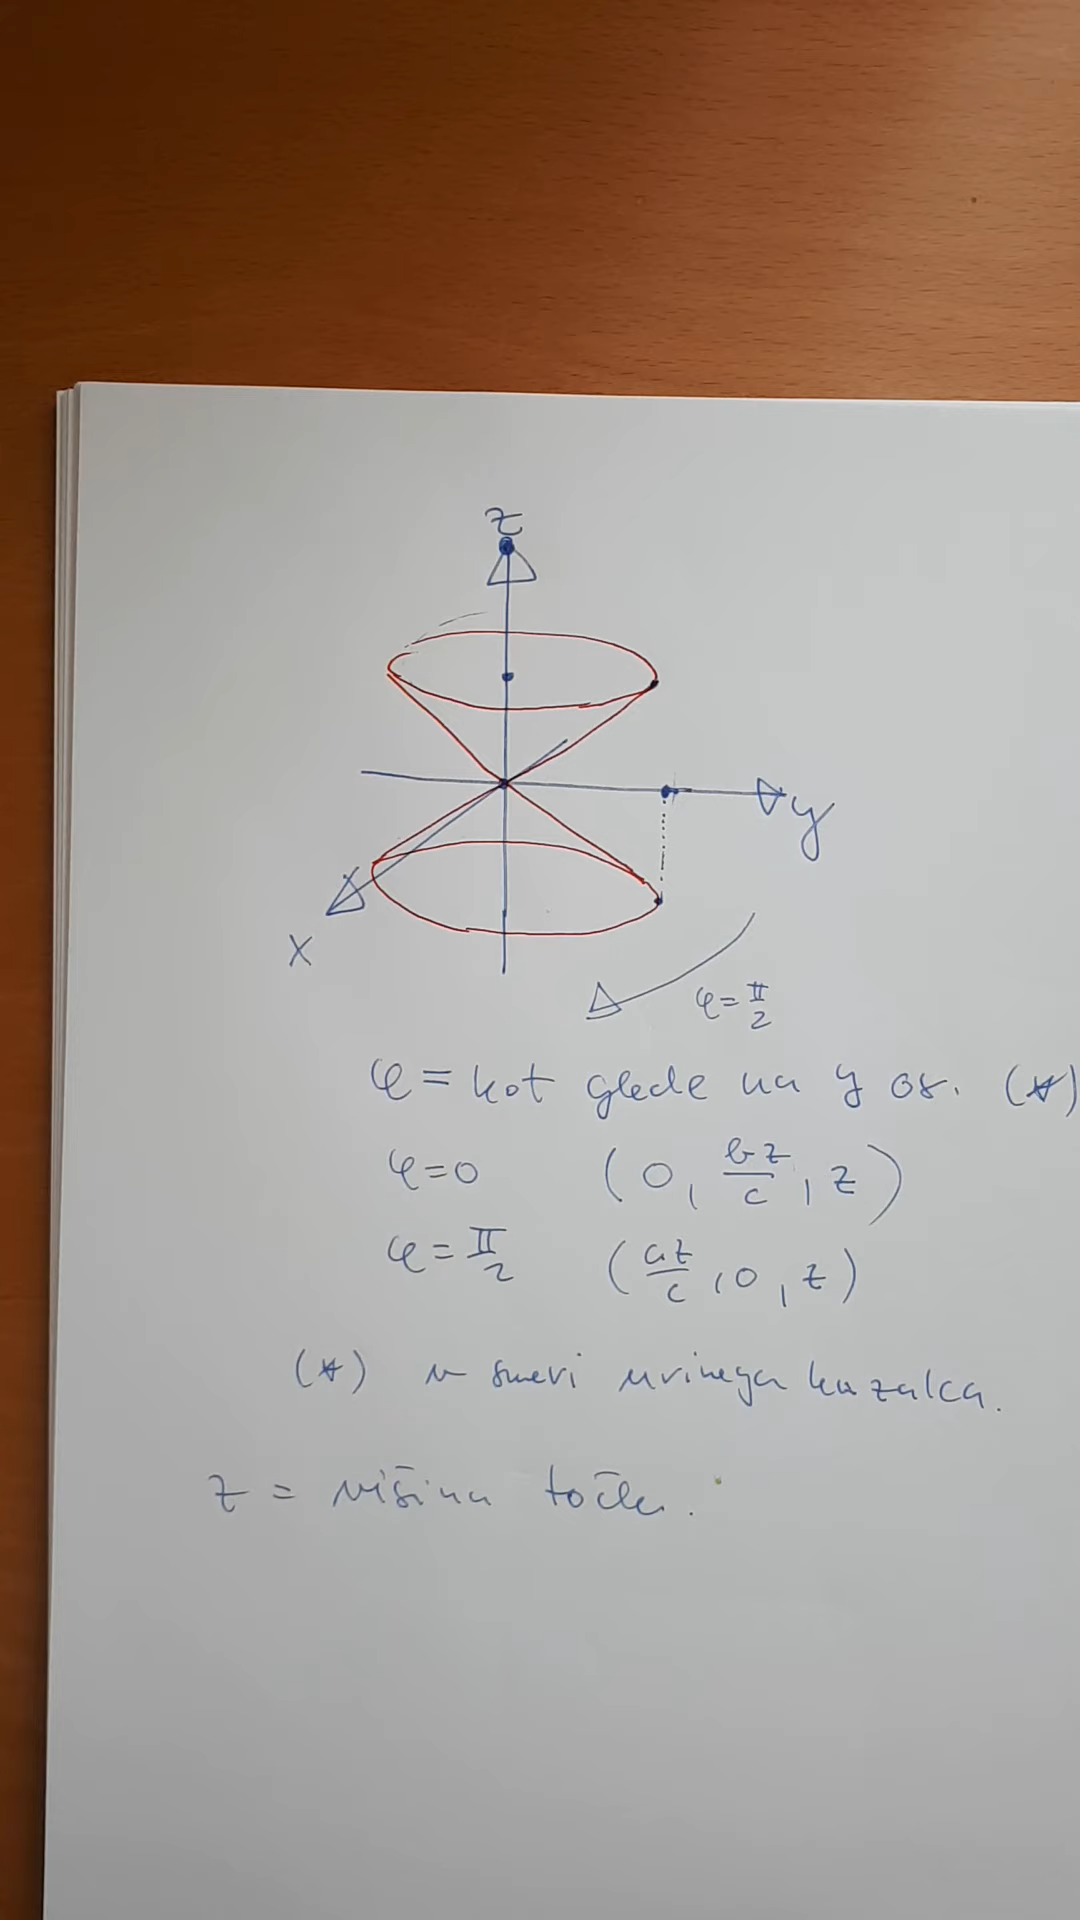 z
y
x
φ = π/2
φ = kot glede na y os. (*)
φ = 0 (0, bz/c, z)
φ = π/2 (az/c, 0, z)
(*) v smeri urinega kazalca.
z = višina točke.